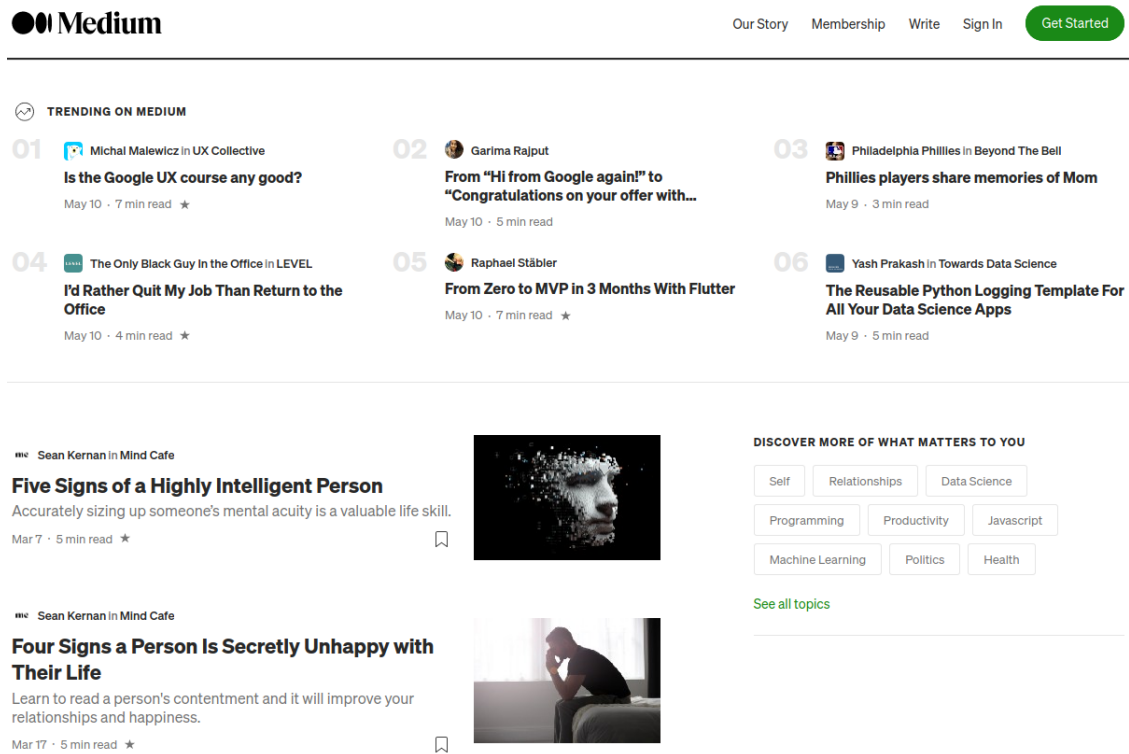 Medium
Our Story Membership Write Sign In Get Started
TRENDING ON MEDIUM
01
Michal Malewicz in UX Collective
Is the Google UX course any good?
May 10 · 7 min read ★
02
Garima Rajput
From “Hi from Google again!” to
“Congratulations on your offer with...
May 10 · 5 min read
03
Philadelphia Phillies in Beyond The Bell
Phillies players share memories of Mom
May 9 · 3 min read
04
LEVEL
The Only Black Guy In the Office in LEVEL
I’d Rather Quit My Job Than Return to the
Office
May 10 · 4 min read ★
05
Raphael Stäbler
From Zero to MVP in 3 Months With Flutter
May 10 · 7 min read ★
06
Yash Prakash in Towards Data Science
The Reusable Python Logging Template For
All Your Data Science Apps
May 9 · 5 min read
Sean Kernan in Mind Cafe
Five Signs of a Highly Intelligent Person
Accurately sizing up someone’s mental acuity is a valuable life skill.
Mar 7 · 5 min read ★
Sean Kernan in Mind Cafe
Four Signs a Person Is Secretly Unhappy with
Their Life
Learn to read a person's contentment and it will improve your
relationships and happiness.
Mar 17 · 5 min read ★
DISCOVER MORE OF WHAT MATTERS TO YOU
Self Relationships Data Science
Programming Productivity Javascript
Machine Learning Politics Health
See all topics